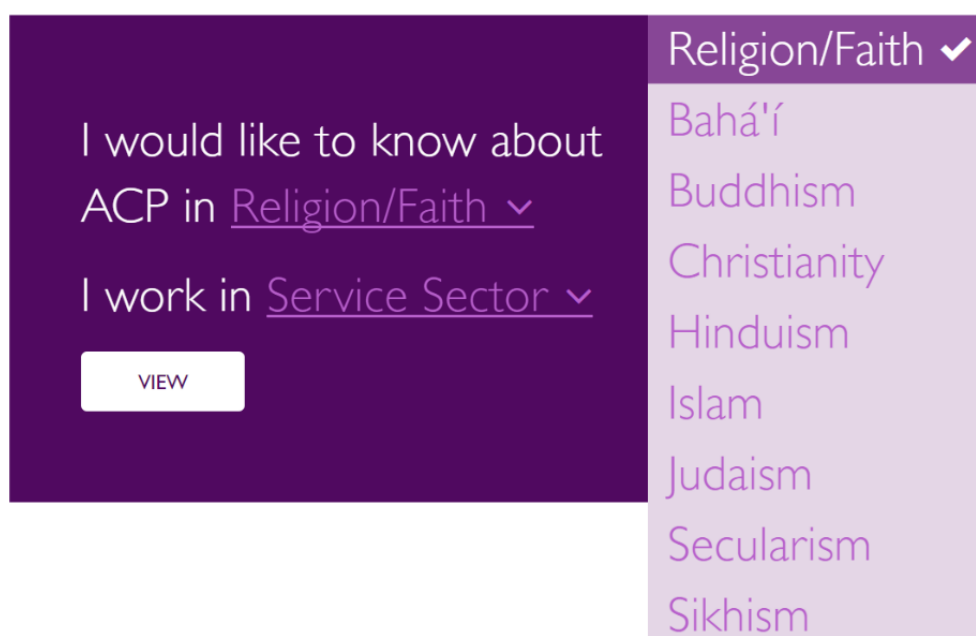 I would like to know about
ACP in Religion/Faith
I work in Service Sector
VIEW
Religion/Faith
Bahá'í
Buddhism
Christianity
Hinduism
Islam
Judaism
Secularism
Sikhism